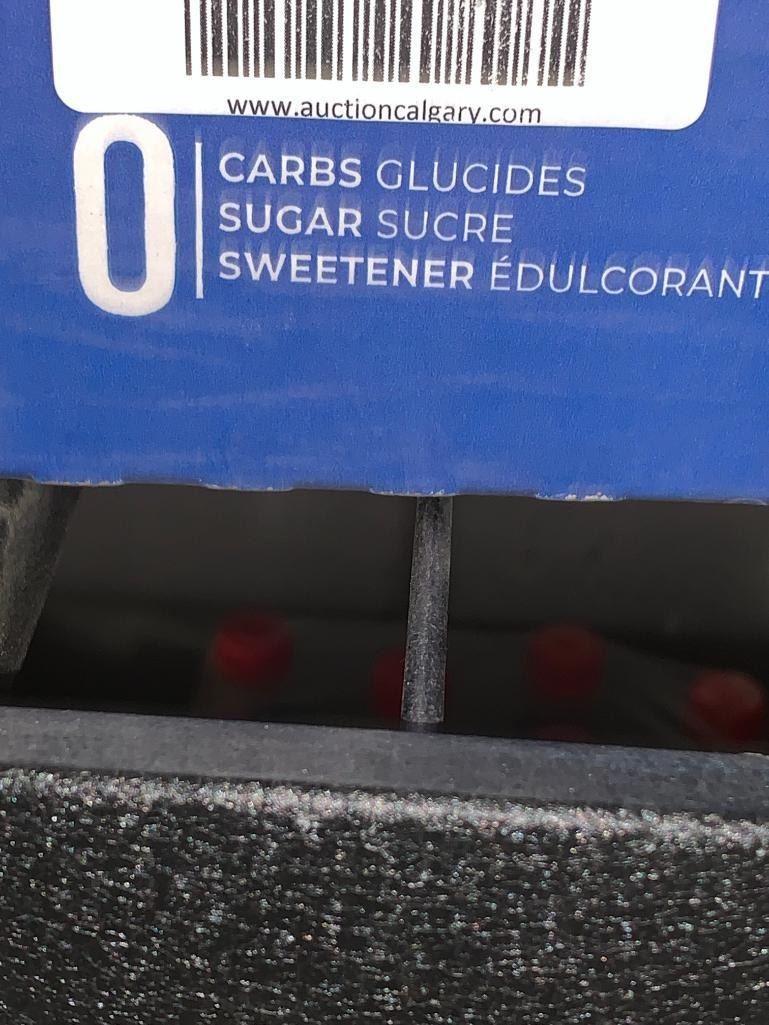 www.auctioncalgary.com
0
CARBS GLUCIDES
SUGAR SUCRE
SWEETENER ÉDULCORANT